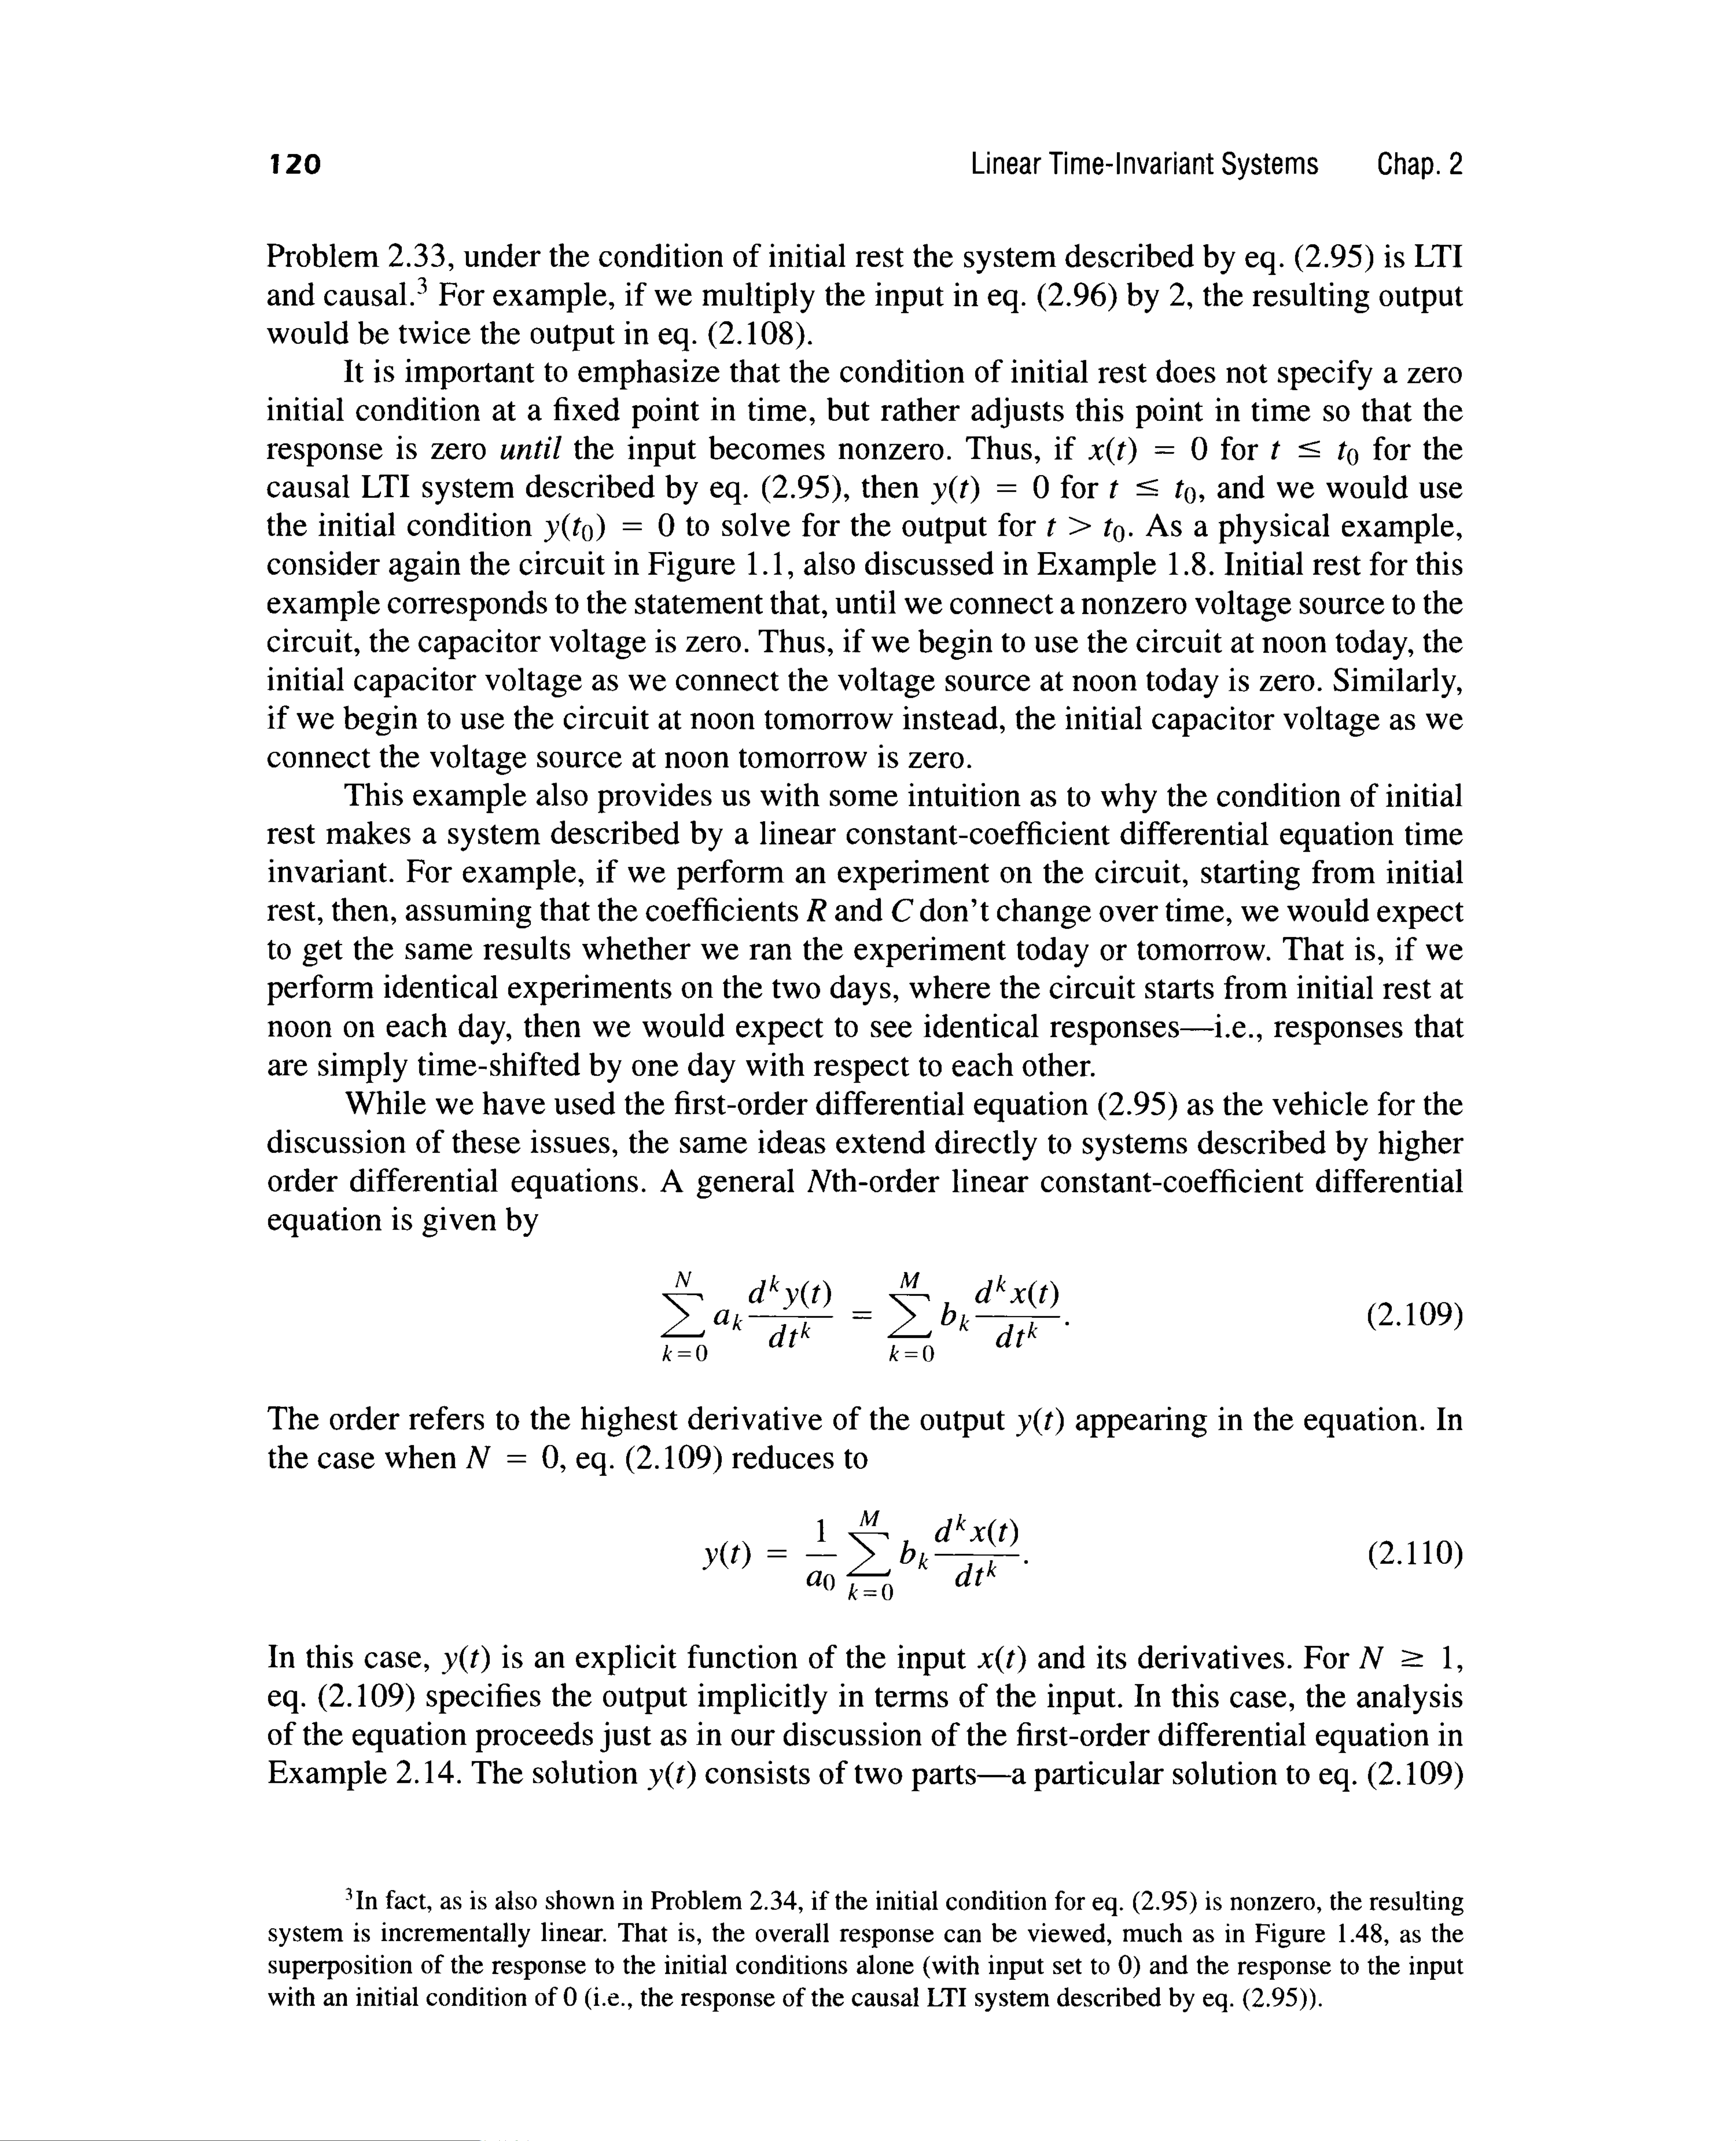 120 Linear Time-Invariant Systems Chap. 2
Problem 2.33, under the condition of initial rest the system described by eq. (2.95) is LTI
and causal.³ For example, if we multiply the input in eq. (2.96) by 2, the resulting output
would be twice the output in eq. (2.108).
It is important to emphasize that the condition of initial rest does not specify a zero
initial condition at a fixed point in time, but rather adjusts this point in time so that the
response is zero until the input becomes nonzero. Thus, if x(t) = 0 for t ≤ t₀ for the
causal LTI system described by eq. (2.95), then y(t) = 0 for t ≤ t₀, and we would use
the initial condition y(t₀) = 0 to solve for the output for t > t₀. As a physical example,
consider again the circuit in Figure 1.1, also discussed in Example 1.8. Initial rest for this
example corresponds to the statement that, until we connect a nonzero voltage source to the
circuit, the capacitor voltage is zero. Thus, if we begin to use the circuit at noon today, the
initial capacitor voltage as we connect the voltage source at noon today is zero. Similarly,
if we begin to use the circuit at noon tomorrow instead, the initial capacitor voltage as we
connect the voltage source at noon tomorrow is zero.
This example also provides us with some intuition as to why the condition of initial
rest makes a system described by a linear constant-coefficient differential equation time
invariant. For example, if we perform an experiment on the circuit, starting from initial
rest, then, assuming that the coefficients R and C don't change over time, we would expect
to get the same results whether we ran the experiment today or tomorrow. That is, if we
perform identical experiments on the two days, where the circuit starts from initial rest at
noon on each day, then we would expect to see identical responses—i.e., responses that
are simply time-shifted by one day with respect to each other.
While we have used the first-order differential equation (2.95) as the vehicle for the
discussion of these issues, the same ideas extend directly to systems described by higher
order differential equations. A general Nth-order linear constant-coefficient differential
equation is given by
\sum_{k=0}^{N} a_k \frac{d^k y(t)}{dt^k} = \sum_{k=0}^{M} b_k \frac{d^k x(t)}{dt^k}. (2.109)
The order refers to the highest derivative of the output y(t) appearing in the equation. In
the case when N = 0, eq. (2.109) reduces to
y(t) = \frac{1}{a_0} \sum_{k=0}^{M} b_k \frac{d^k x(t)}{dt^k}. (2.110)
In this case, y(t) is an explicit function of the input x(t) and its derivatives. For N ≥ 1,
eq. (2.109) specifies the output implicitly in terms of the input. In this case, the analysis
of the equation proceeds just as in our discussion of the first-order differential equation in
Example 2.14. The solution y(t) consists of two parts—a particular solution to eq. (2.109)
³In fact, as is also shown in Problem 2.34, if the initial condition for eq. (2.95) is nonzero, the resulting
system is incrementally linear. That is, the overall response can be viewed, much as in Figure 1.48, as the
superposition of the response to the initial conditions alone (with input set to 0) and the response to the input
with an initial condition of 0 (i.e., the response of the causal LTI system described by eq. (2.95)).